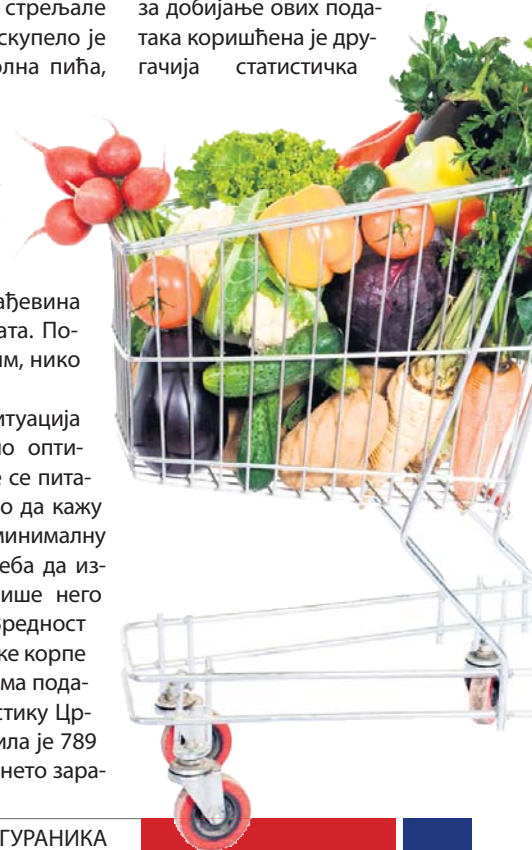 стрељале
скупело је
олна пића,
ађевина
ата. По-
им, нико
итуација
но опти-
е се пита-
о да кажу
минималну
еба да из-
ише него
вредност
ке корпе
ма пода-
стику Цр-
ила је 789
нето зара-
за добијање ових пода-
така коришћена је дру-
гачија статистичка
ГУРАНИКА